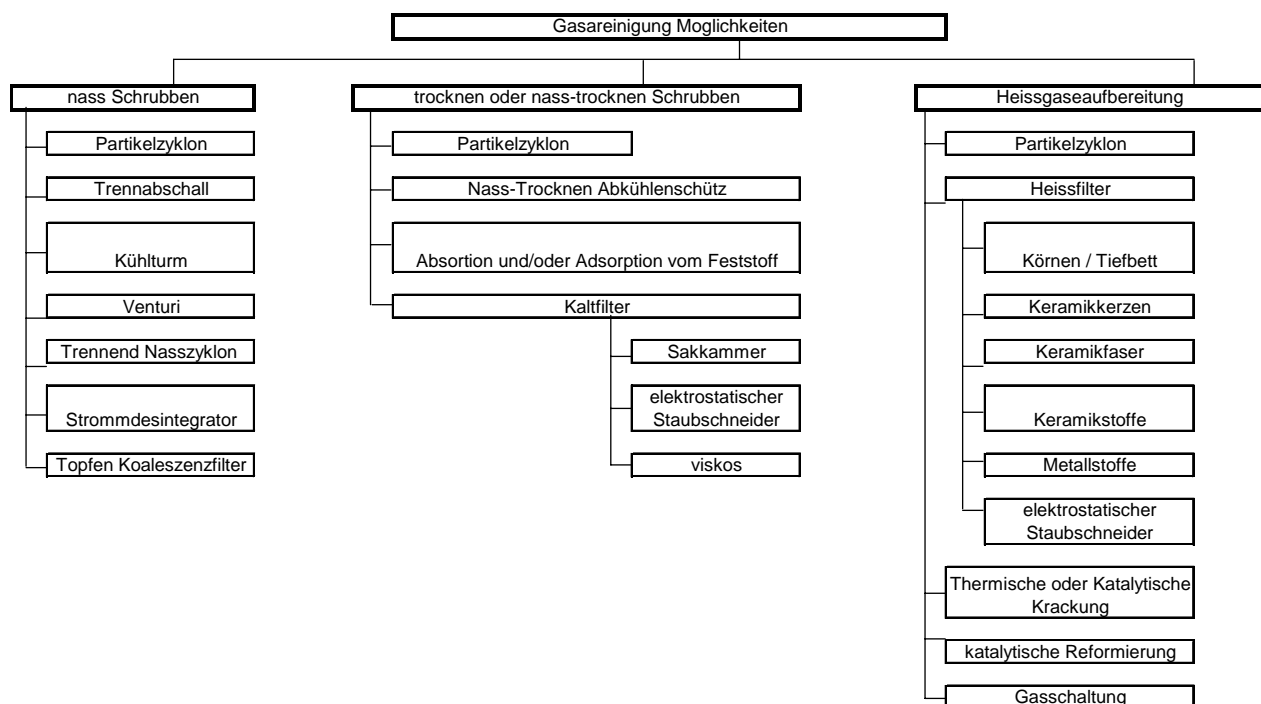 Gasareinigung Moglichkeiten
nass Schrubben
Partikelzyklon
Trennabschall
Kühlturm
Venturi
Trennend Nasszyklon
Strommdesintegrator
Topfen Koaleszenzfilter
trocknen oder nass-trocknen Schrubben
Partikelzyklon
Nass-Trocknen Abkühlenschütz
Absortion und/oder Adsorption vom Feststoff
Kaltfilter
Sakkammer
elektrostatischer
Staubschneider
viskos
Heissgaseaufbereitung
Partikelzyklon
Heissfilter
Körnen / Tiefbett
Keramikkerzen
Keramikfaser
Keramikstoffe
Metallstoffe
elektrostatischer
Staubschneider
Thermische oder Katalytische
Krackung
katalytische Reformierung
Gasschaltung